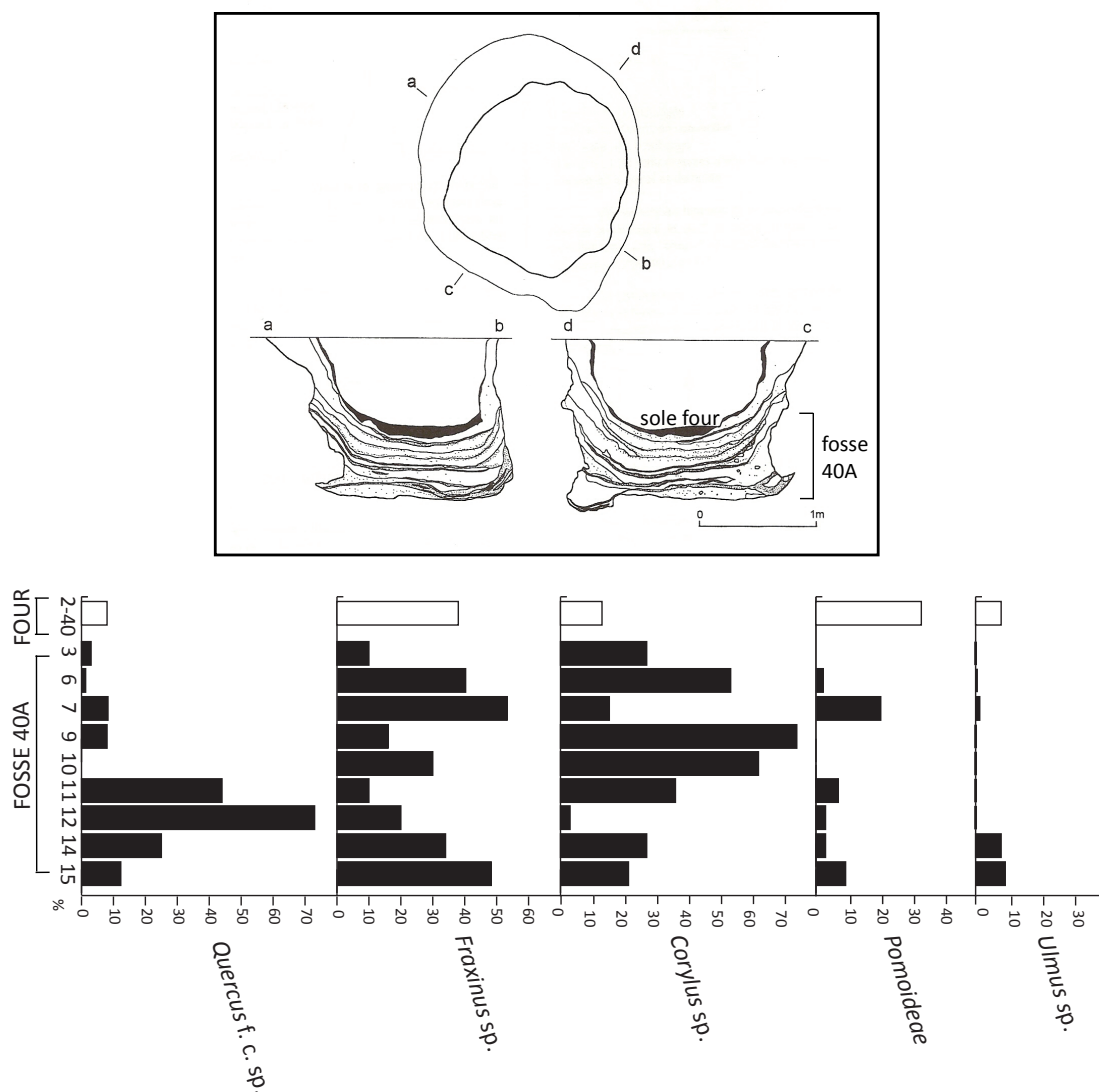 d
a
b
c
a b d c
sole four
fosse
40A
0 1m
FOUR
2-40
FOSSE 40A
3
6
7
9
10
11
12
14
15
% 0 10 20 30 40 50 60 70 0 10 20 30 40 50 60 0 10 20 30 40 50 60 70 0 10 20 30 40 0 10 20 30
Quercus f. c. sp.
Fraxinus sp.
Corylus sp.
Pomoideae
Ulmus sp.